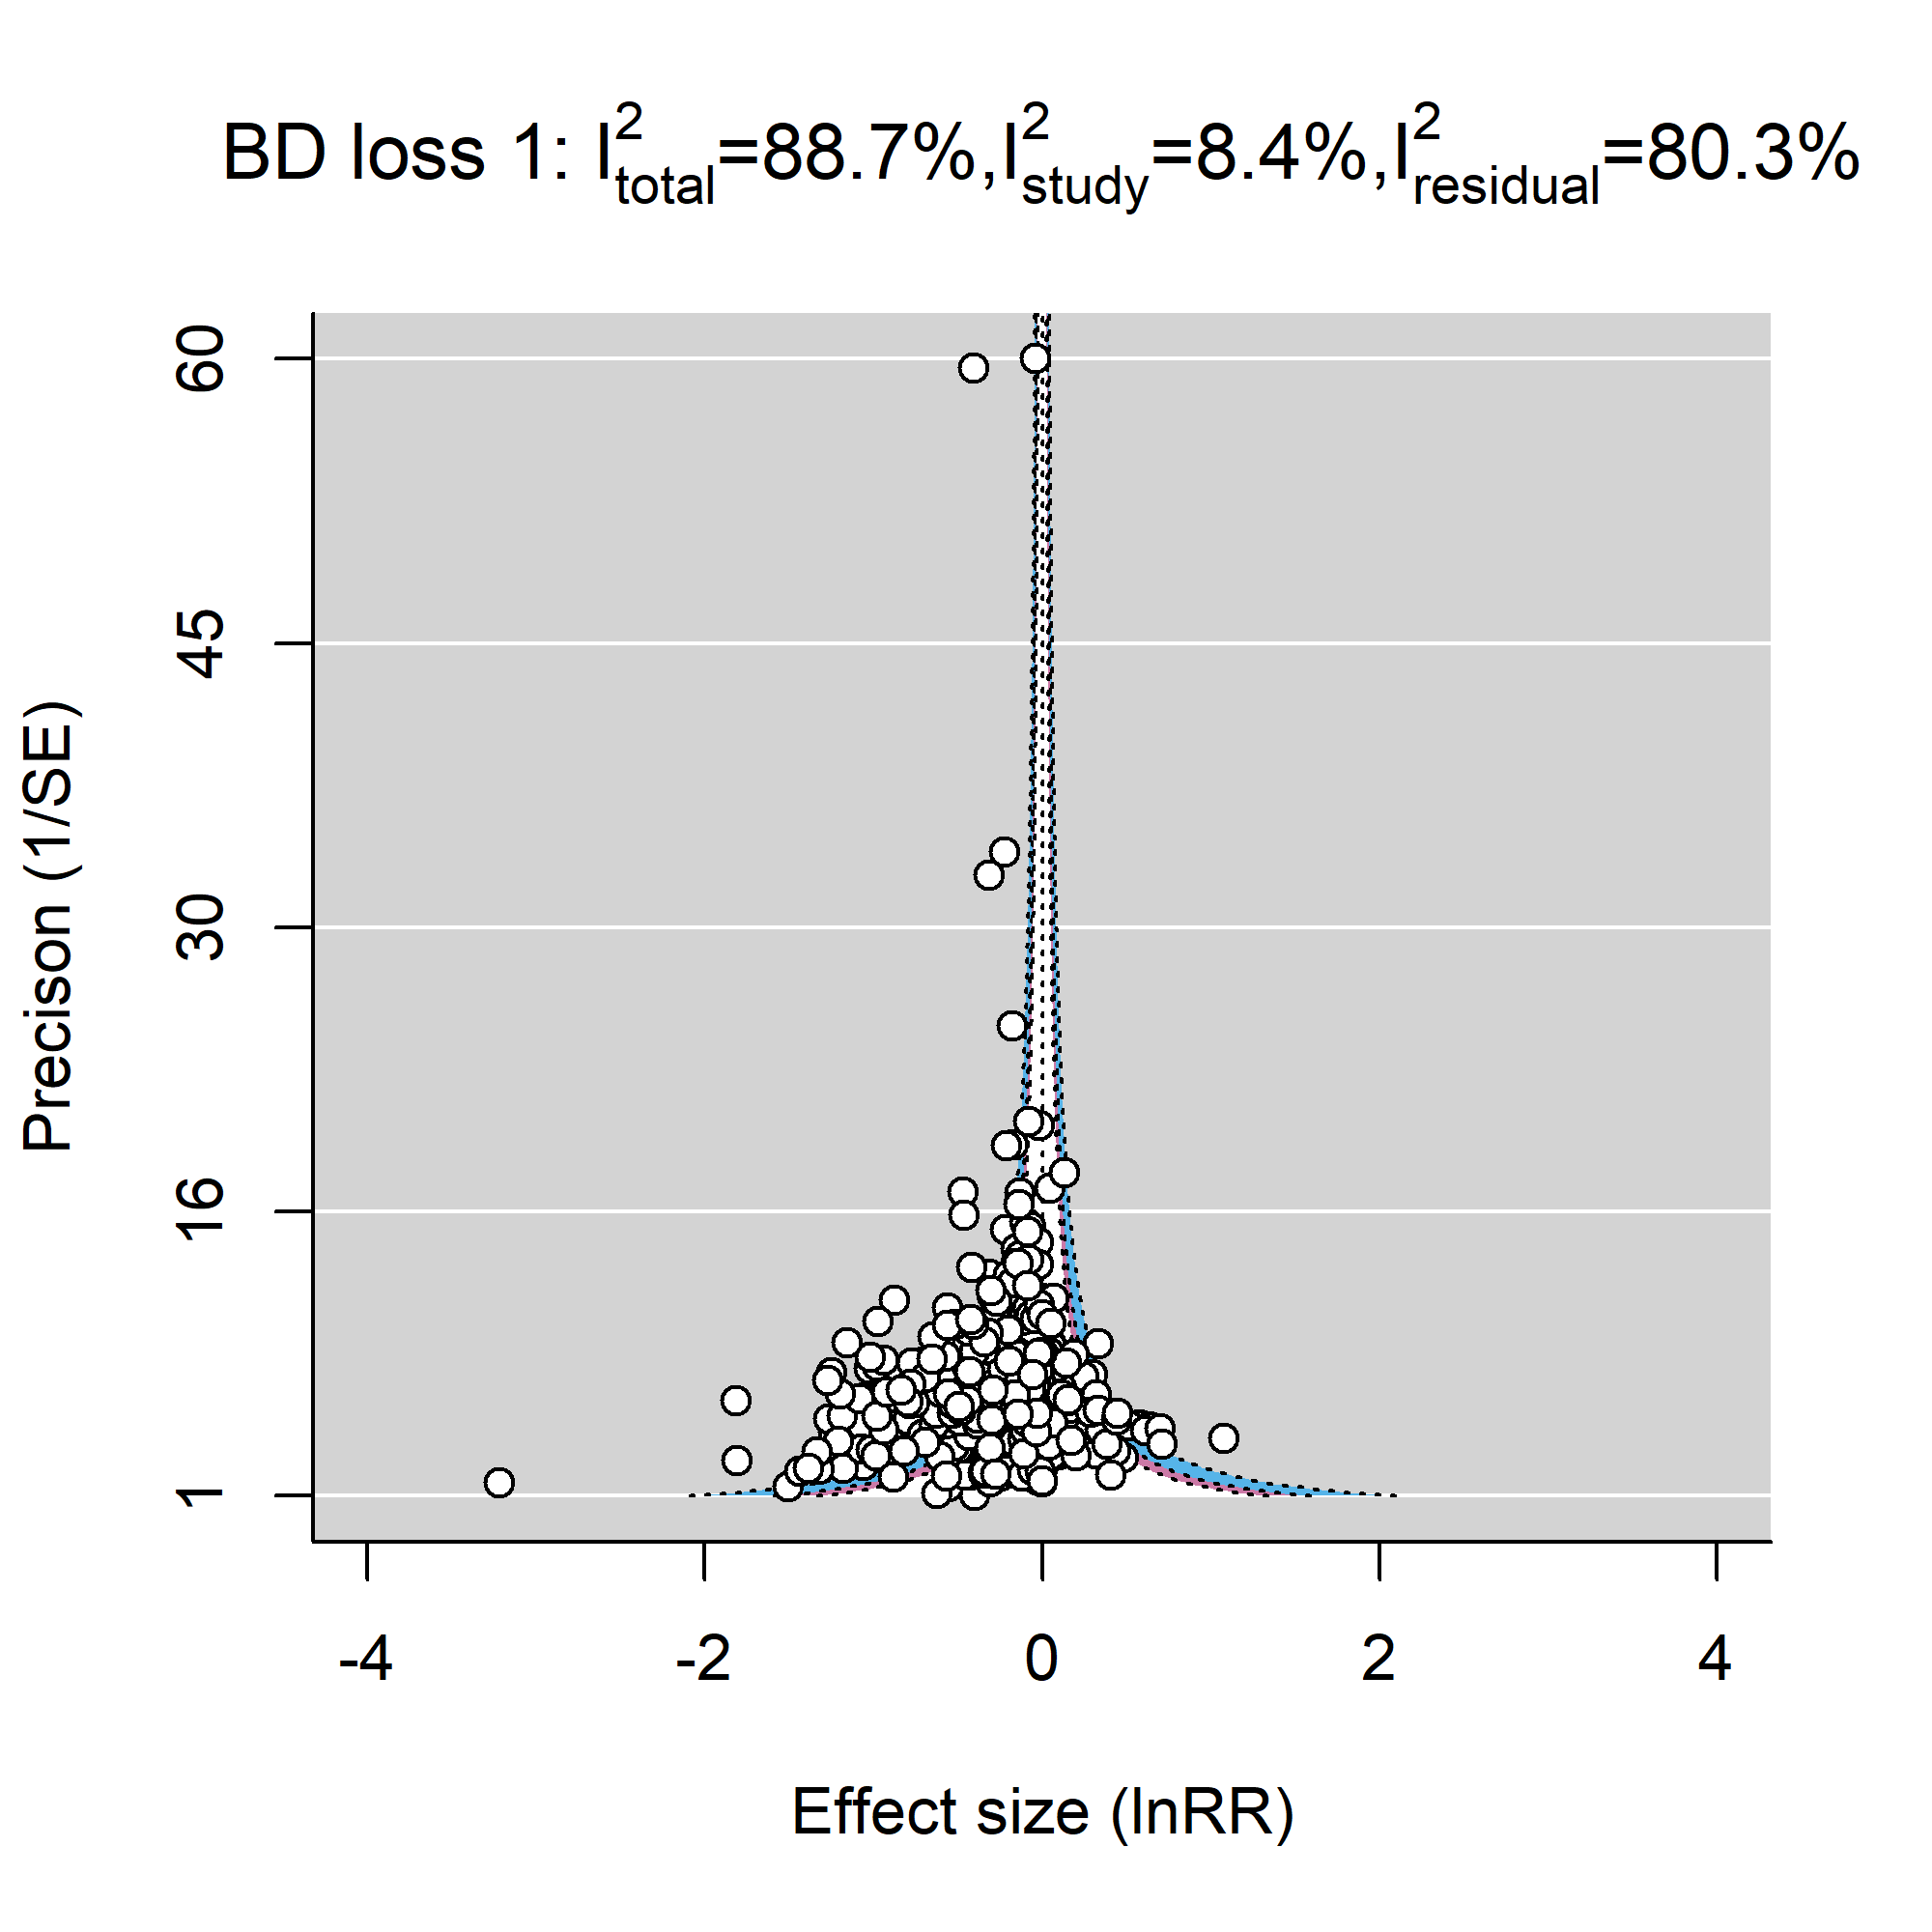 BD loss 1: I²total=88.7%,I²study=8.4%,I²residual=80.3%
60
45
30
16
1
Precison (1/SE)
-4 -2 0 2 4
Effect size (lnRR)